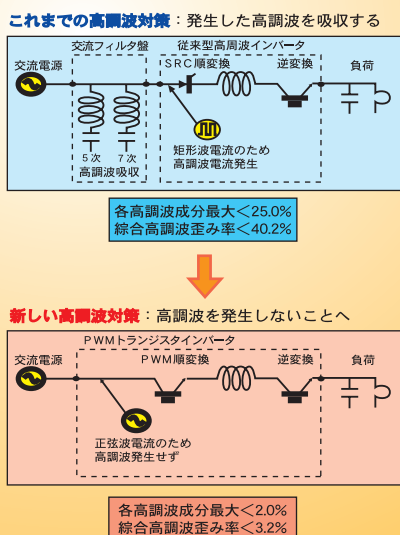 これまでの高調波対策：発生した高調波を吸収する
交流フィルタ盤
従来型高周波インバータ
交流電源
SRC順変換
逆変換
負荷
5次
7次
高調波吸収
矩形波電流のため
高調波電流発生
各高調波成分最大＜25.0%
綜合高調波歪み率＜40.2%
新しい高調波対策：高調波を発生しないことへ
PWMトランジスタインバータ
交流電源
PWM順変換
逆変換
負荷
正弦波電流のため
高調波発生せず
各高調波成分最大＜2.0%
綜合高調波歪み率＜3.2%